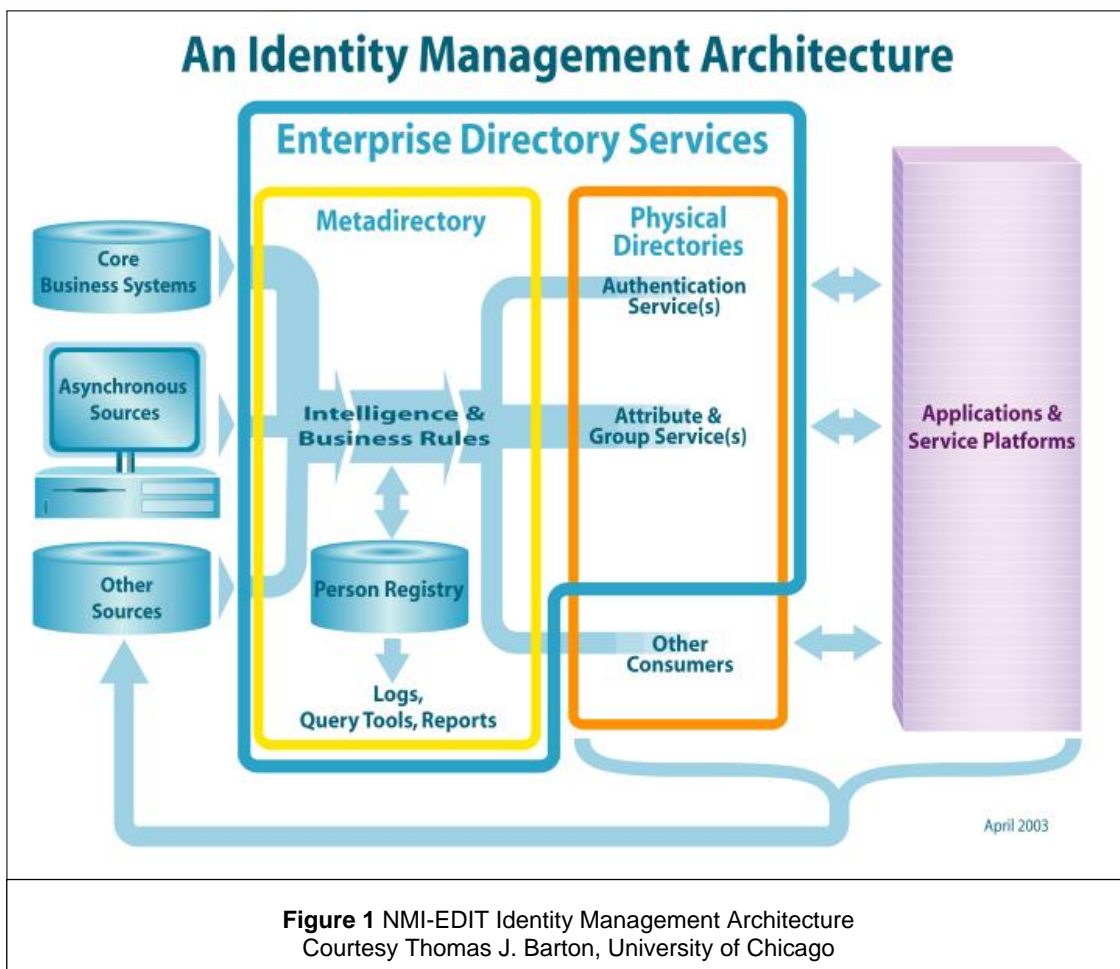 An Identity Management Architecture
Enterprise Directory Services
Metadirectory
Physical
Directories
Core
Business Systems
Authentication
Service(s)
Asynchronous
Sources
Intelligence &
Business Rules
Attribute &
Group Service(s)
Applications &
Service Platforms
Other
Sources
Person Registry
Other
Consumers
Logs,
Query Tools, Reports
April 2003
Figure 1 NMI-EDIT Identity Management Architecture
Courtesy Thomas J. Barton, University of Chicago